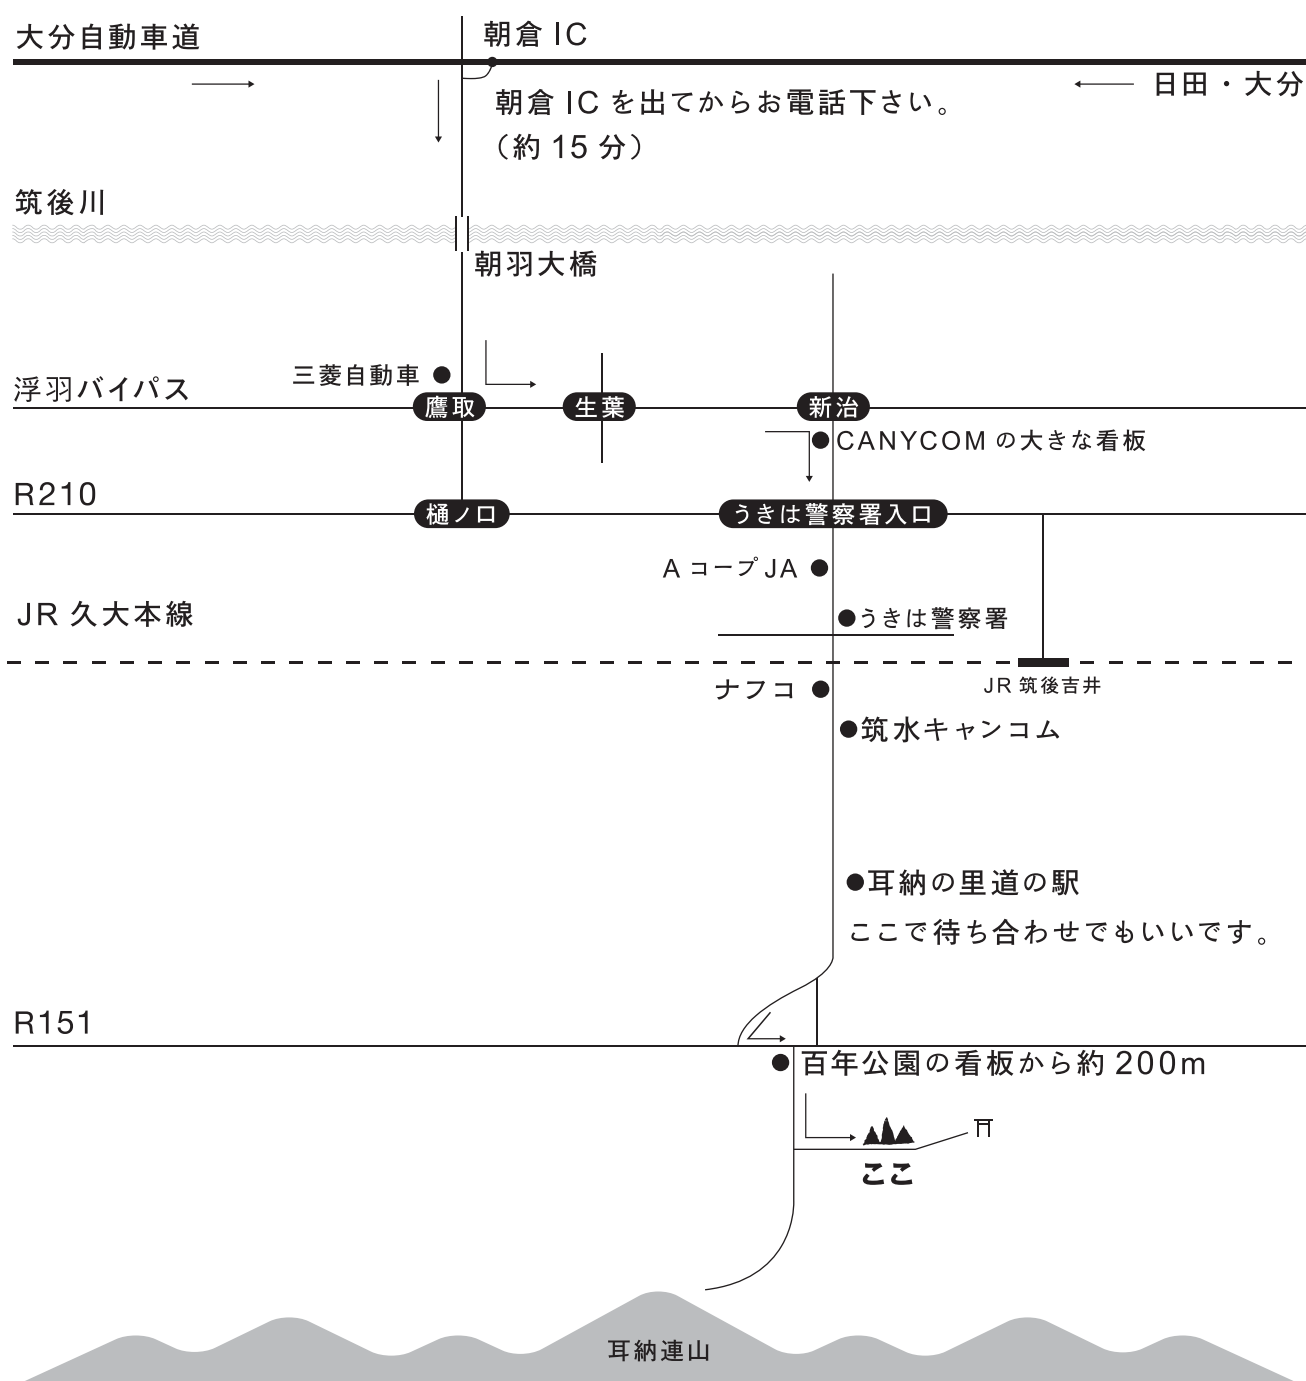 大分自動車道
朝倉 IC
日田・大分
朝倉 IC を出てからお電話下さい。
（約 15 分）
筑後川
朝羽大橋
三菱自動車
浮羽バイパス
鷹取
生葉
新治
CANYCOM の大きな看板
R210
樋ノ口
うきは警察署入口
A コープ JA
JR 久大本線
うきは警察署
ナフコ
JR 筑後吉井
筑水キャンコム
耳納の里道の駅
ここで待ち合わせでもいいです。
R151
百年公園の看板から約 200m
ここ
耳納連山